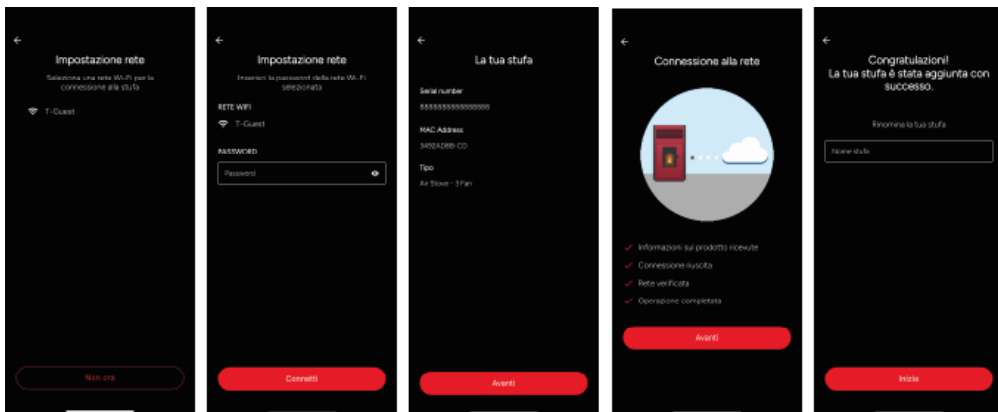 Impostazione rete
Seleziona una rete Wi-Fi per la
connessione alla stufa
T-Guest
Non ora
Impostazione rete
Inserisci la password della rete Wi-Fi
selezionata
RETE WIFI
T-Guest
PASSWORD
Password
Connetti
La tua stufa
Serial number
MAC Address
Tipo
Air Stove - 3 Fan
Avanti
Connessione alla rete
Informazioni sul prodotto ricevute
Connessione riuscita
Rete verificata
Operazione completata
Avanti
Congratulazioni!
La tua stufa è stata aggiunta con
successo.
Rinomina la tua stufa
Nome stufa
Inizia